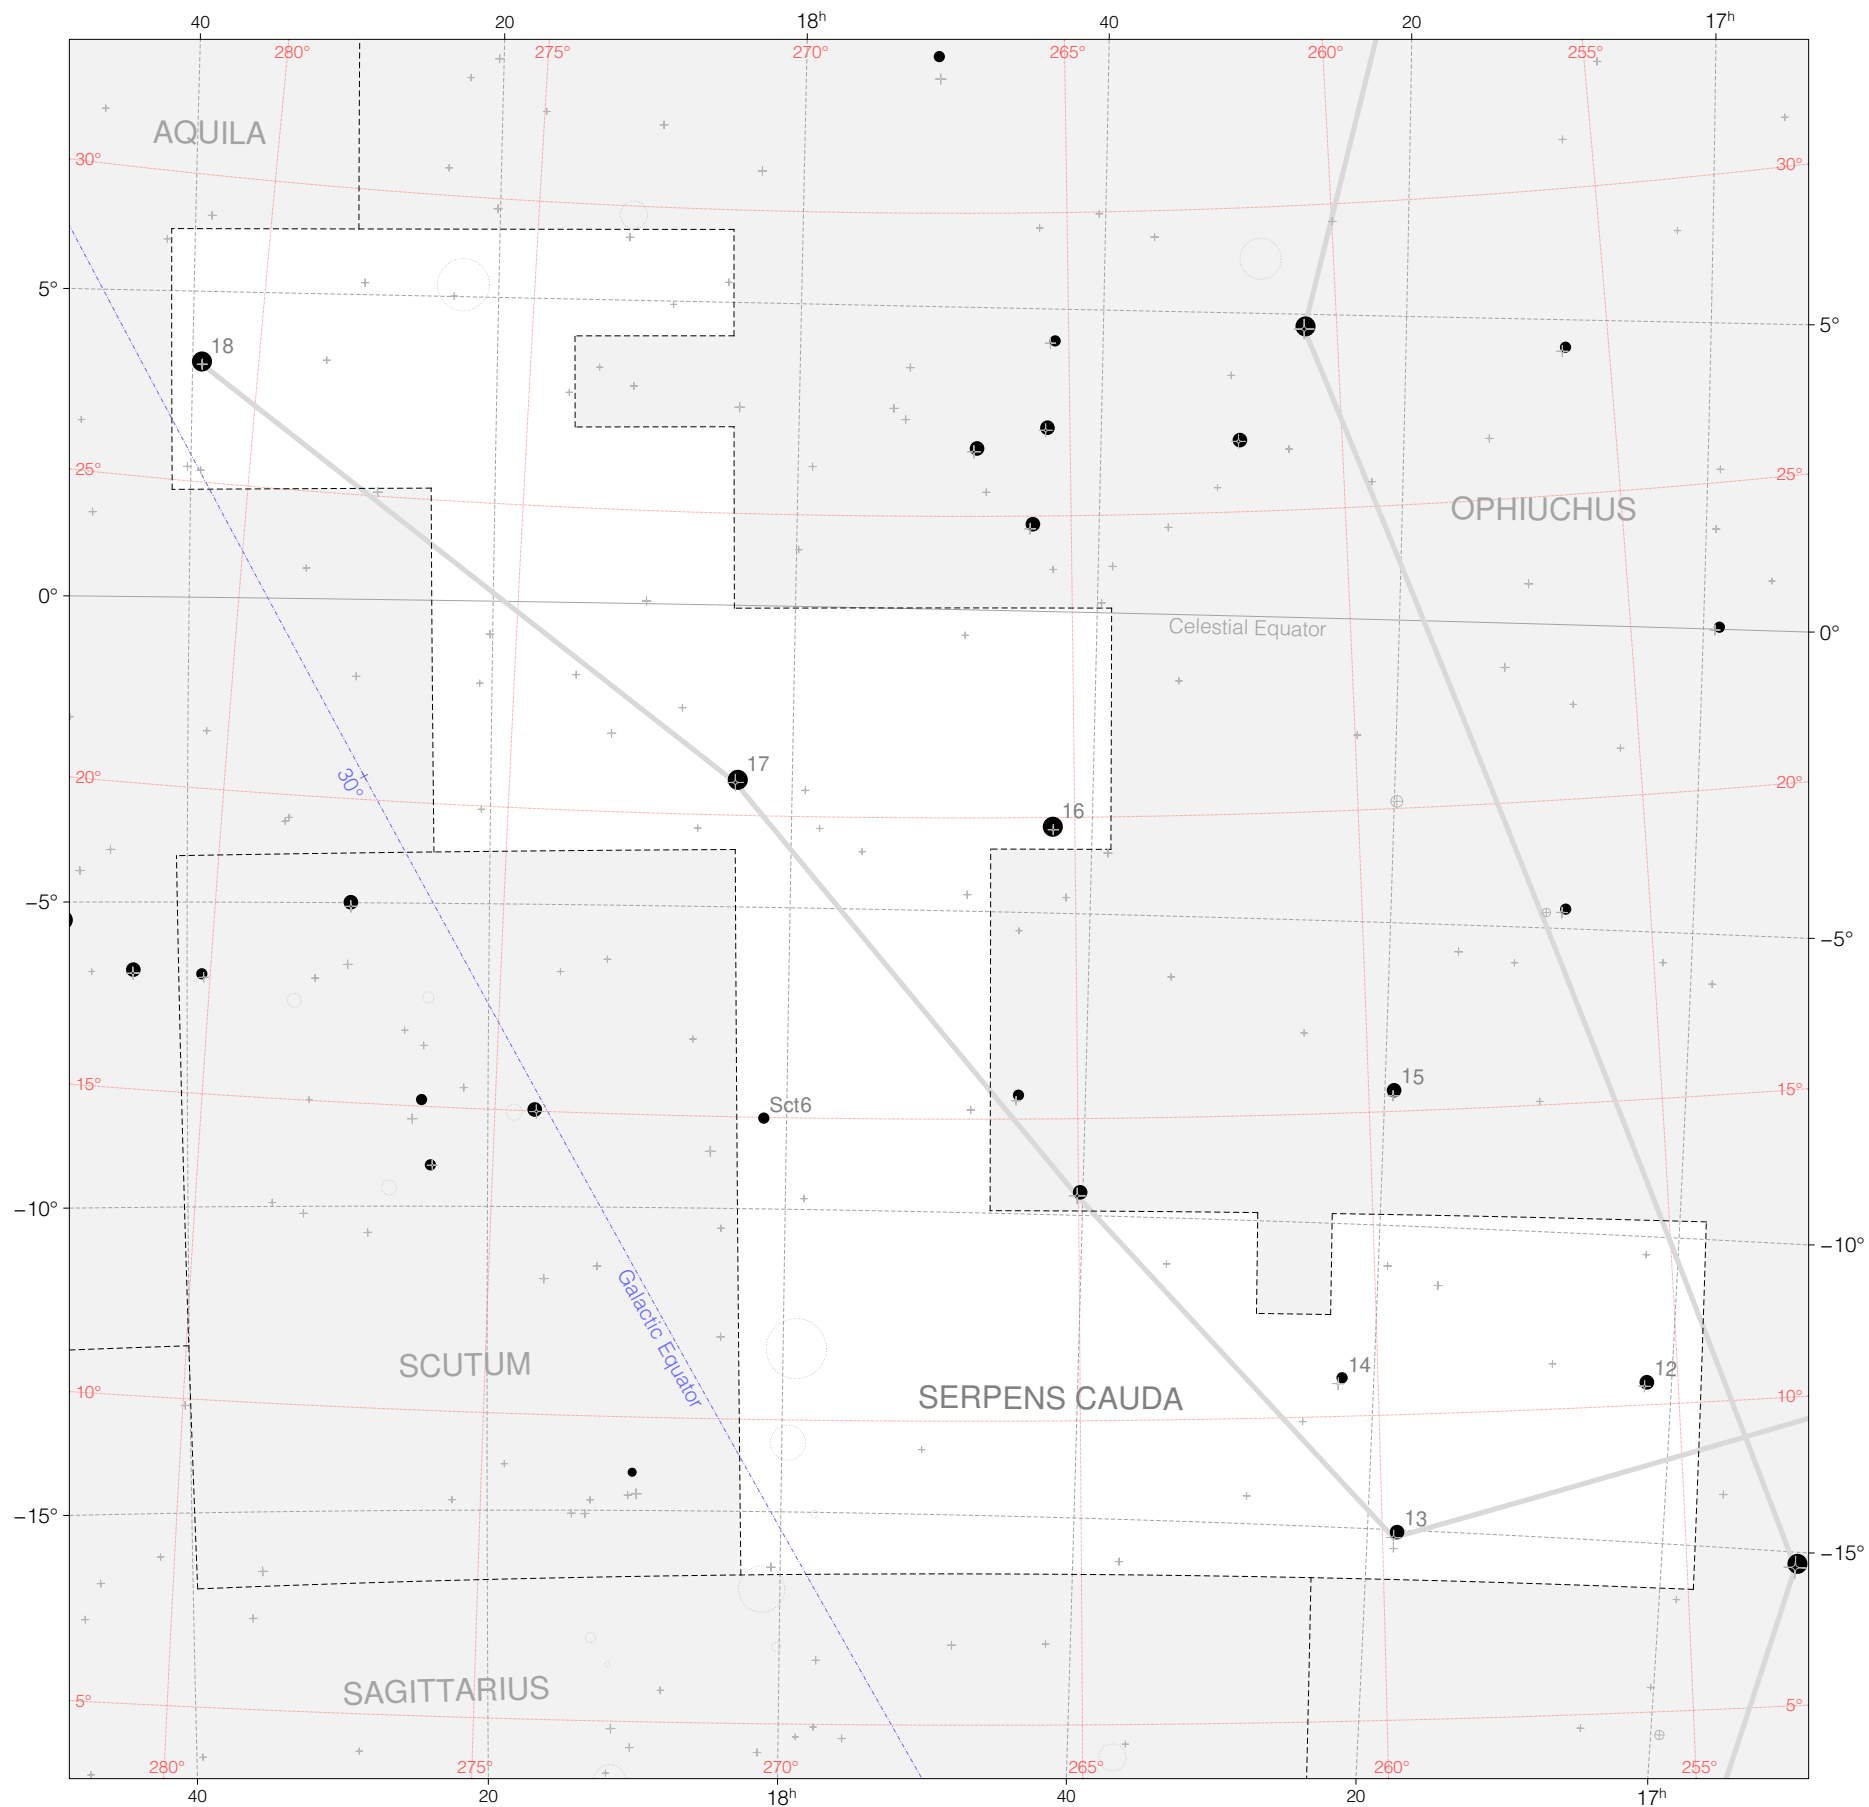 40 20 18h 40 20 17h
280° 275° 270° 265° 260° 255°
AQUILA
30° 30°
5°
5°
18
25° 25°
OPHIUCHUS
0°
Celestial Equator
0°
17
20° 30° 20°
16
−5°
−5°
15° 15
15°
Sct6
−10°
−10°
Galactic Equator
SCUTUM
14 12
10° SERPENS CAUDA 10°
−15°
13
−15°
SAGITTARIUS
5° 5°
280° 275° 270° 265° 260° 255°
40 20 18h 40 20 17h